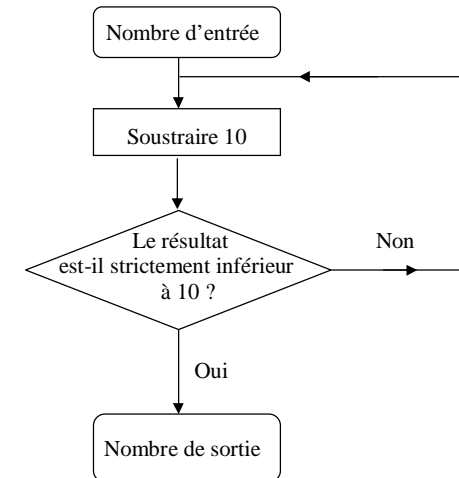 Nombre d’entrée
Soustraire 10
Le résultat
est-il strictement inférieur
à 10 ?
Non
Oui
Nombre de sortie